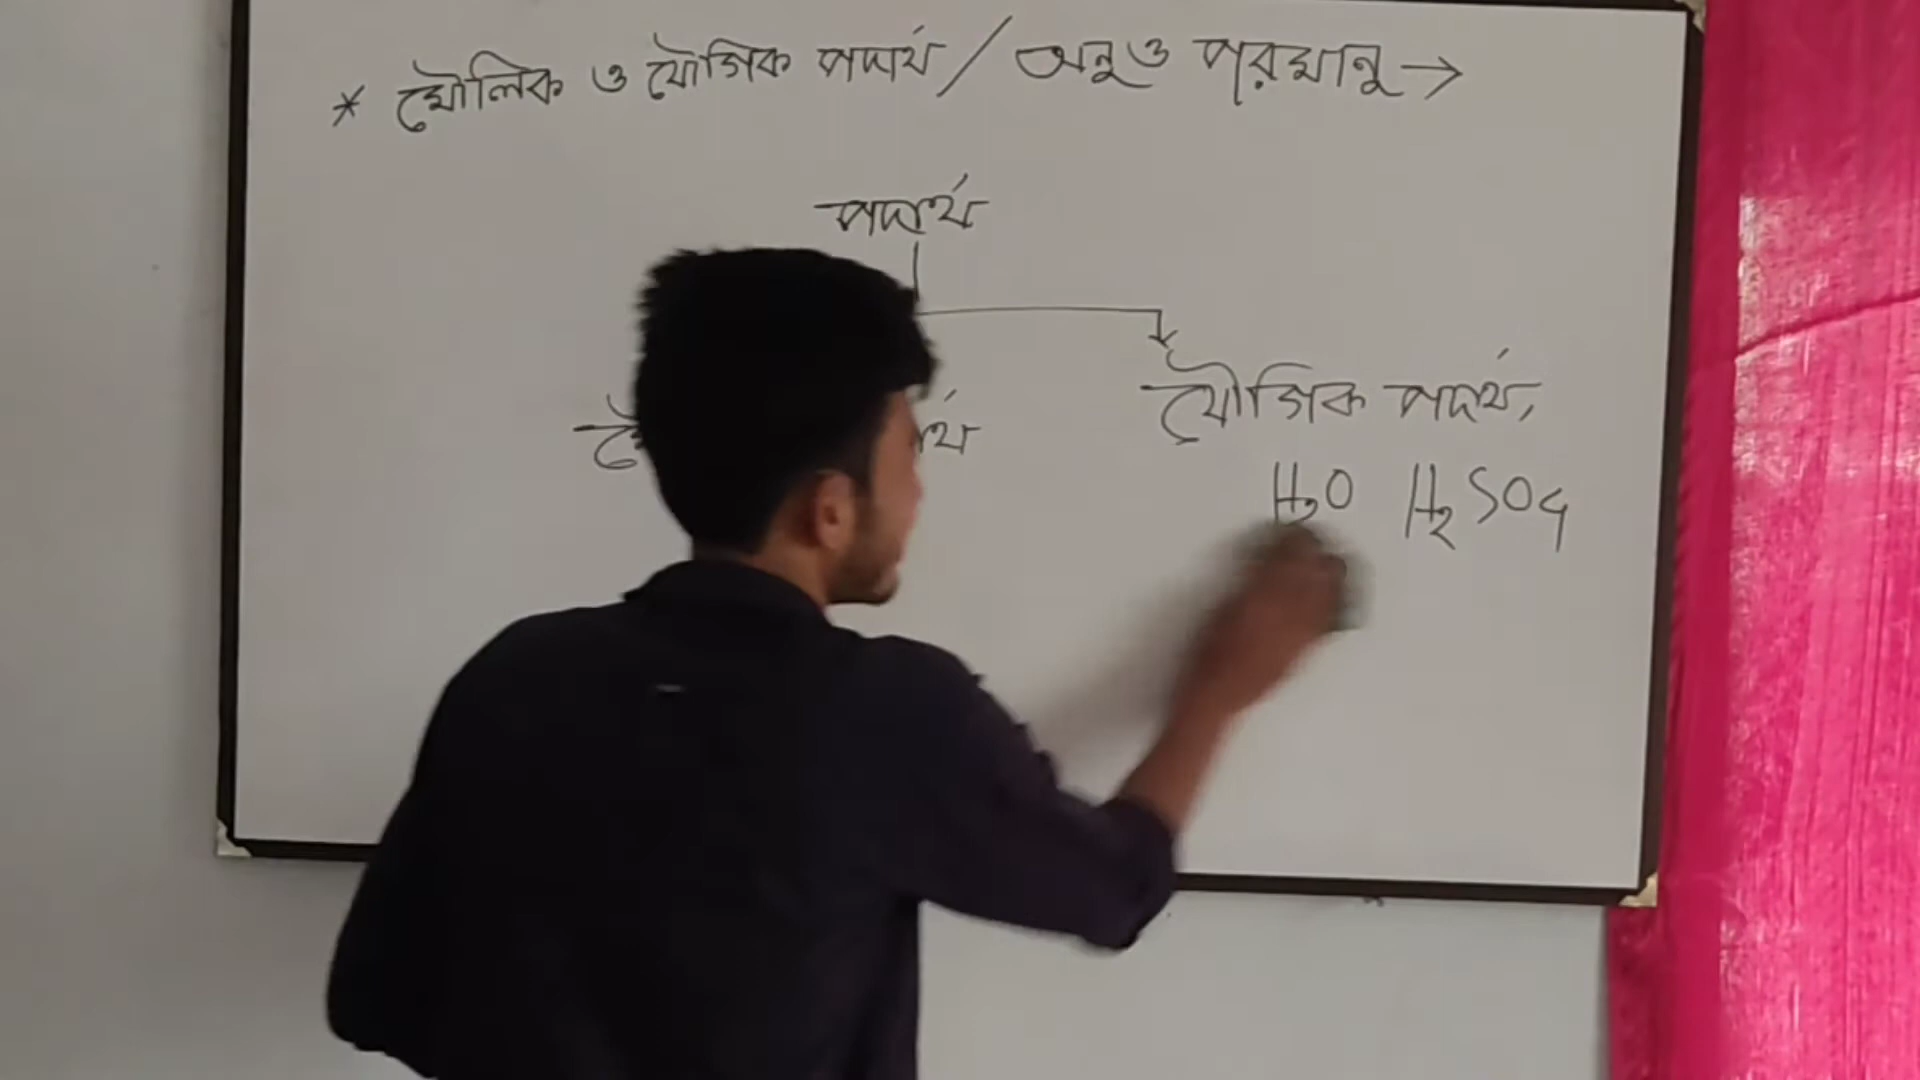 * মৌলিক ও যৌগিক পদার্থ / অনু ও পরমানু →
পদার্থ
যৌগিক পদার্থ,
H₂O H₂SO₄